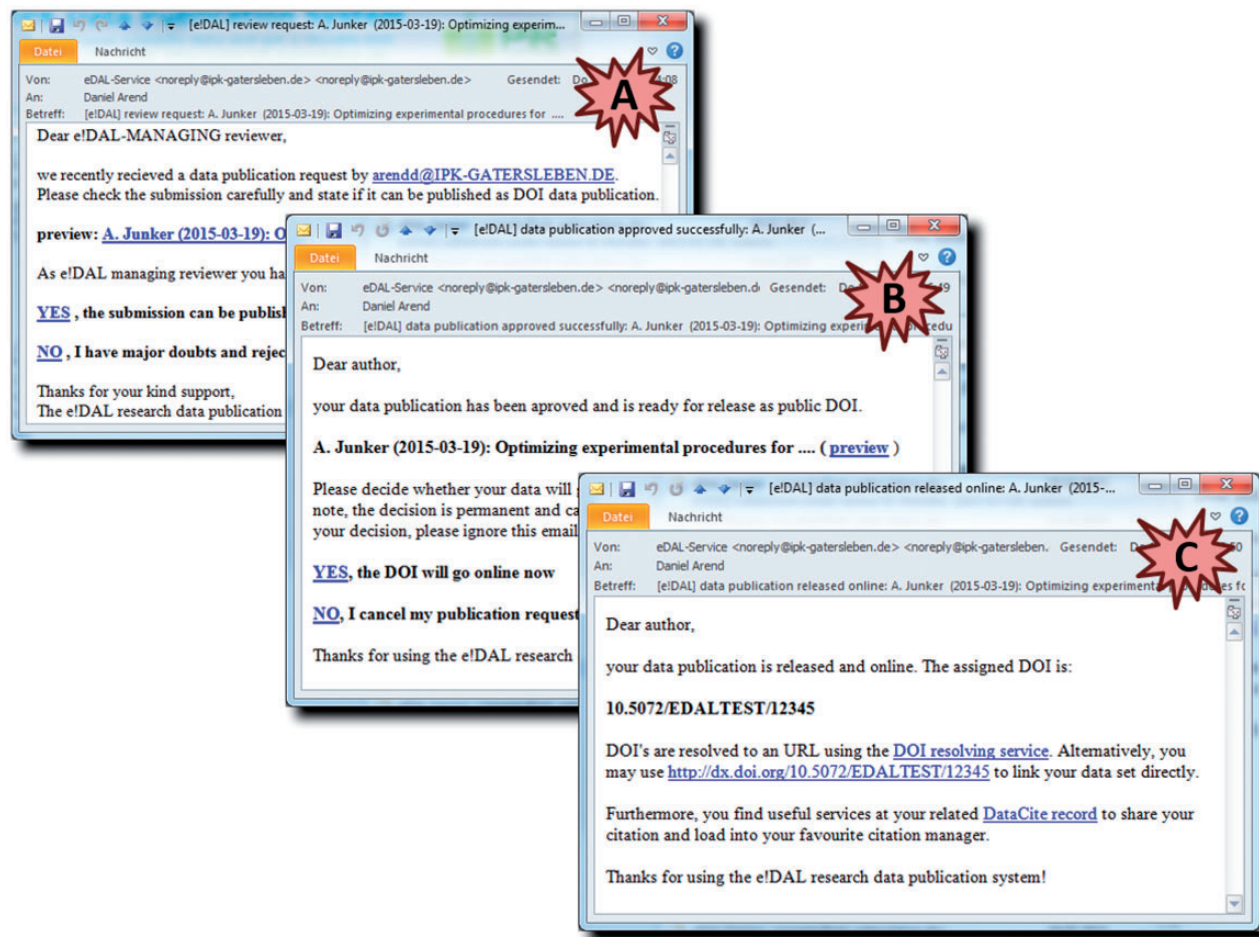 [e!DAL] review request: A. Junker (2015-03-19): Optimizing experim...
Datei Nachricht
Von: eDAL-Service <noreply@ipk-gatersleben.de> <noreply@ipk-gatersleben.de> Gesendet: Do
An: Daniel Arend
Betreff: [e!DAL] review request: A. Junker (2015-03-19): Optimizing experimental procedures for ....
A
Dear e!DAL-MANAGING reviewer,
we recently recieved a data publication request by arendd@IPK-GATERSLEBEN.DE.
Please check the submission carefully and state if it can be published as DOI data publication.
preview: A. Junker (2015-03-19): O
As e!DAL managing reviewer you ha
YES , the submission can be publish
NO , I have major doubts and rejec
Thanks for your kind support,
The e!DAL research data publication
[e!DAL] data publication approved successfully: A. Junker (...
Datei Nachricht
Von: eDAL-Service <noreply@ipk-gatersleben.de> <noreply@ipk-gatersleben.d Gesendet: Do
An: Daniel Arend
Betreff: [e!DAL] data publication approved successfully: A. Junker (2015-03-19): Optimizing experimental procedu
B
Dear author,
your data publication has been aproved and is ready for release as public DOI.
A. Junker (2015-03-19): Optimizing experimental procedures for .... ( preview )
Please decide whether your data will
note, the decision is permanent and ca
your decision, please ignore this email
YES, the DOI will go online now
NO, I cancel my publication request
Thanks for using the e!DAL research
[e!DAL] data publication released online: A. Junker (2015-...
Datei Nachricht
Von: eDAL-Service <noreply@ipk-gatersleben.de> <noreply@ipk-gatersleben. Gesendet:
An: Daniel Arend
Betreff: [e!DAL] data publication released online: A. Junker (2015-03-19): Optimizing experimental procedures fo
C
Dear author,
your data publication is released and online. The assigned DOI is:
10.5072/EDALTEST/12345
DOI's are resolved to an URL using the DOI resolving service. Alternatively, you
may use http://dx.doi.org/10.5072/EDALTEST/12345 to link your data set directly.
Furthermore, you find useful services at your related DataCite record to share your
citation and load into your favourite citation manager.
Thanks for using the e!DAL research data publication system!